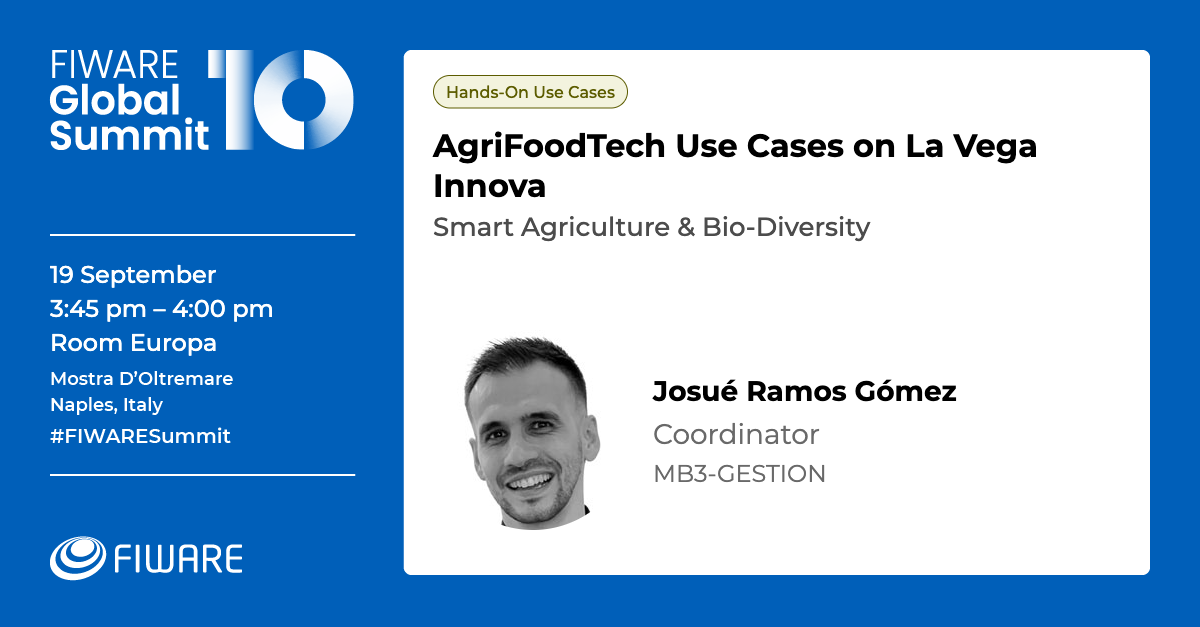 FIWARE
Global
Summit
10
19 September
3:45 pm – 4:00 pm
Room Europa
Mostra D’Oltremare
Naples, Italy
#FIWARESummit
FIWARE
Hands-On Use Cases
AgriFoodTech Use Cases on La Vega
Innova
Smart Agriculture & Bio-Diversity
Josué Ramos Gómez
Coordinator
MB3-GESTION